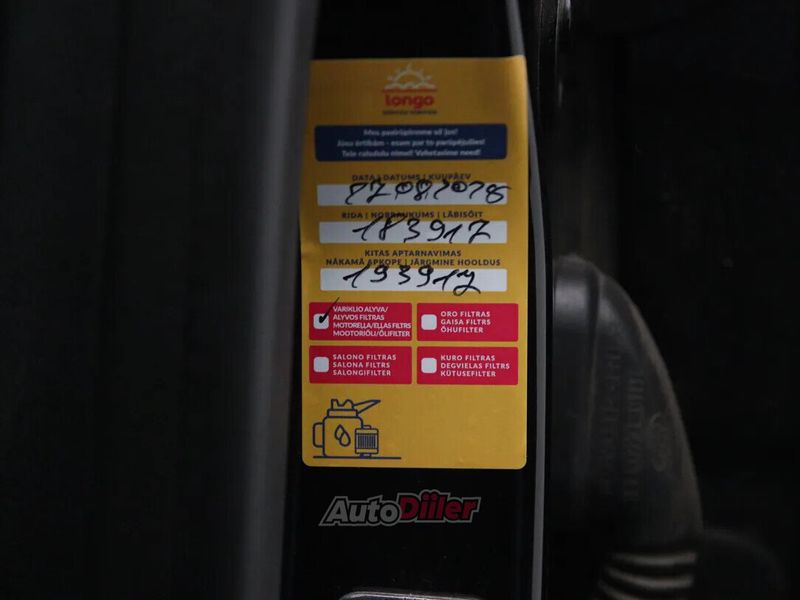 longo
Mes pasirūpinome už jus!
Jūsu ērtībām - esam par to parūpējušies!
Teie rahulolu nimel! Vahetasime need!
DATA | DATUMS | KUUPÄEV
RIDA | NOBRAUKUMS | LÄBISÕIT
183917
KITAS APTARNAVIMAS
NĀKAMĀ APKOPE | JÄRGMINE HOOLDUS
193917
VARIKLIO ALYVA/
ALYVOS FILTRAS
MOTOREĻĻA/EĻĻAS FILTRS
MOOTORIÕLI/ÕLIFILTER
ORO FILTRAS
GAISA FILTRS
ÕHUFILTER
SALONO FILTRAS
SALONA FILTRS
SALONGIFILTER
KURO FILTRAS
DEGVIELAS FILTRS
KÜTUSEFILTER
AutoDiiler